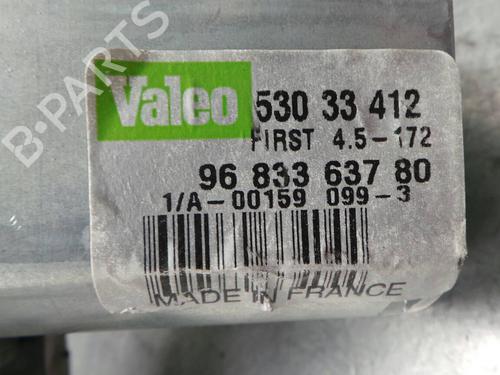 B-PARTS
Valeo 530 33 412
FIRST 4.5-172
96 833 637 80
1/A-00159 099-3
MADE IN FRANCE